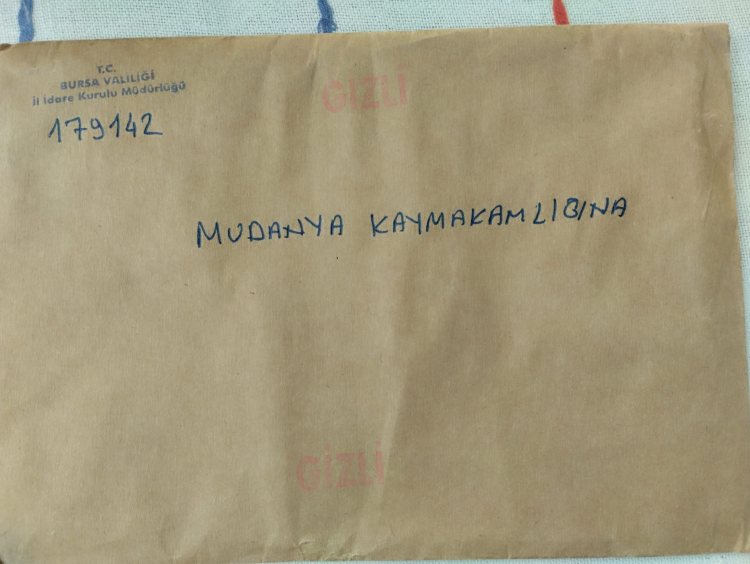 T.C.
BURSA VALİLİĞİ
İl İdare Kurulu Müdürlüğü
179142
GİZLİ
MUDANYA KAYMAKAMLIĞINA
GİZLİ